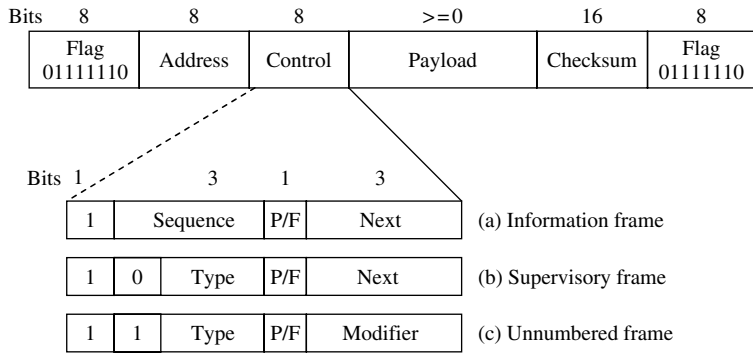 Bits 8 8 8 >=0 16 8
Flag 01111110 Address Control Payload Checksum Flag 01111110
Bits 1 3 1 3
1 Sequence P/F Next (a) Information frame
1 0 Type P/F Next (b) Supervisory frame
1 1 Type P/F Modifier (c) Unnumbered frame